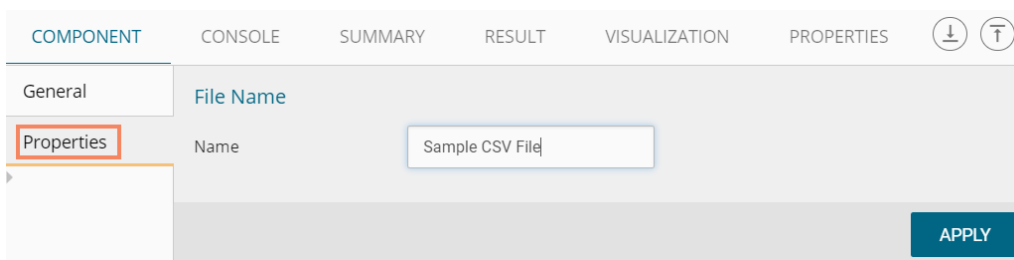 COMPONENT CONSOLE SUMMARY RESULT VISUALIZATION PROPERTIES
General
File Name
Properties
Name Sample CSV File
APPLY